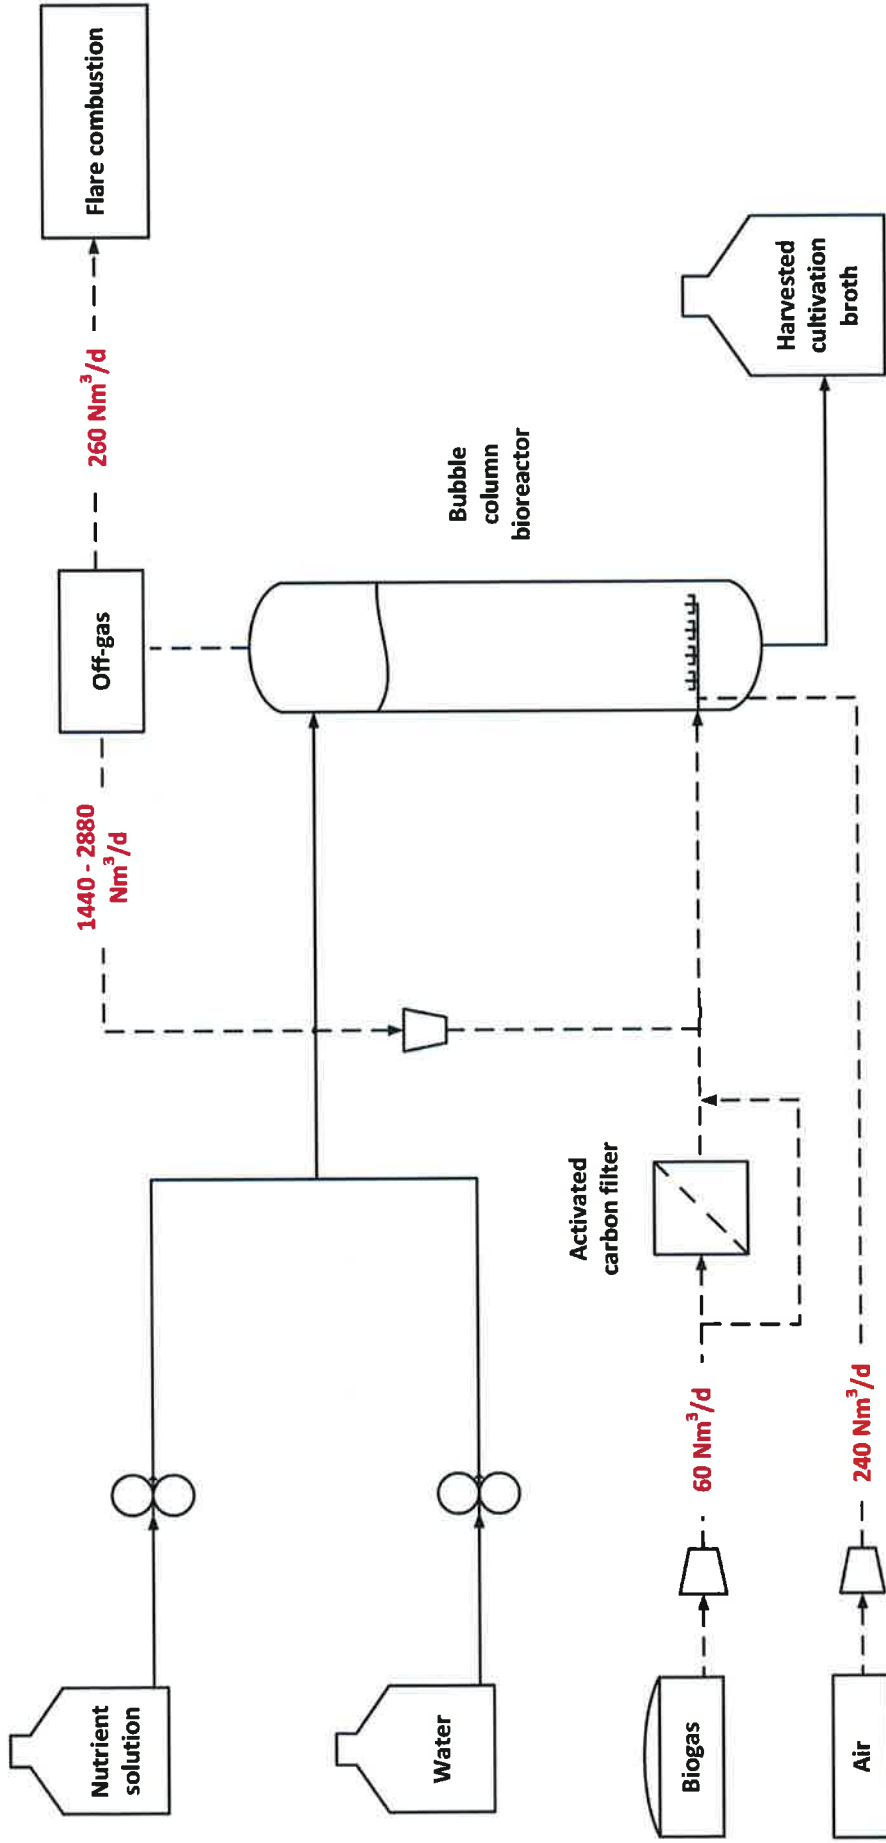 Nutrient
solution
Water
Biogas
Air
60 Nm³/d
240 Nm³/d
Activated
carbon filter
1440 - 2880
Nm³/d
Off-gas
260 Nm³/d
Flare combustion
Bubble
column
bioreactor
Harvested
cultivation
broth